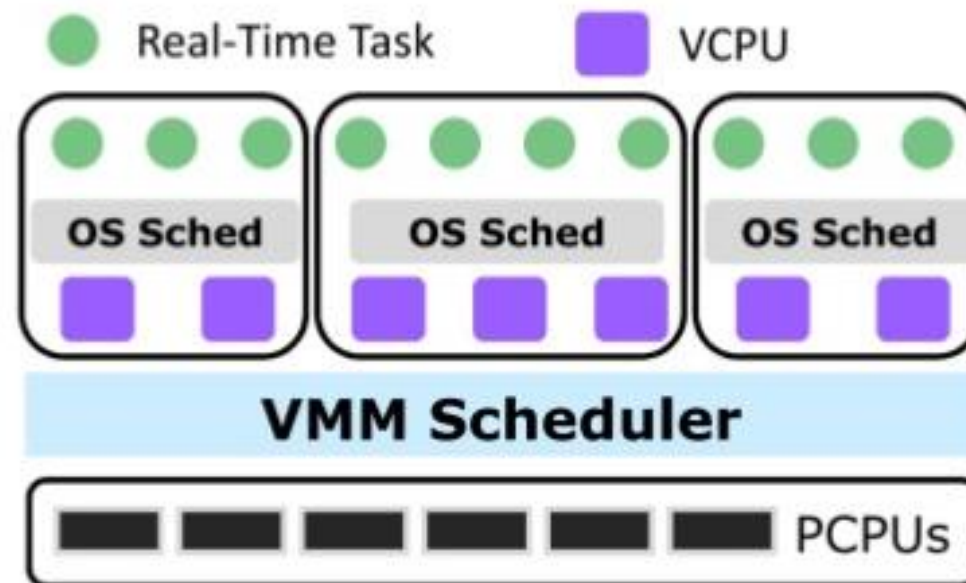 Real-Time Task VCPU
OS Sched OS Sched OS Sched
VMM Scheduler
PCPUs